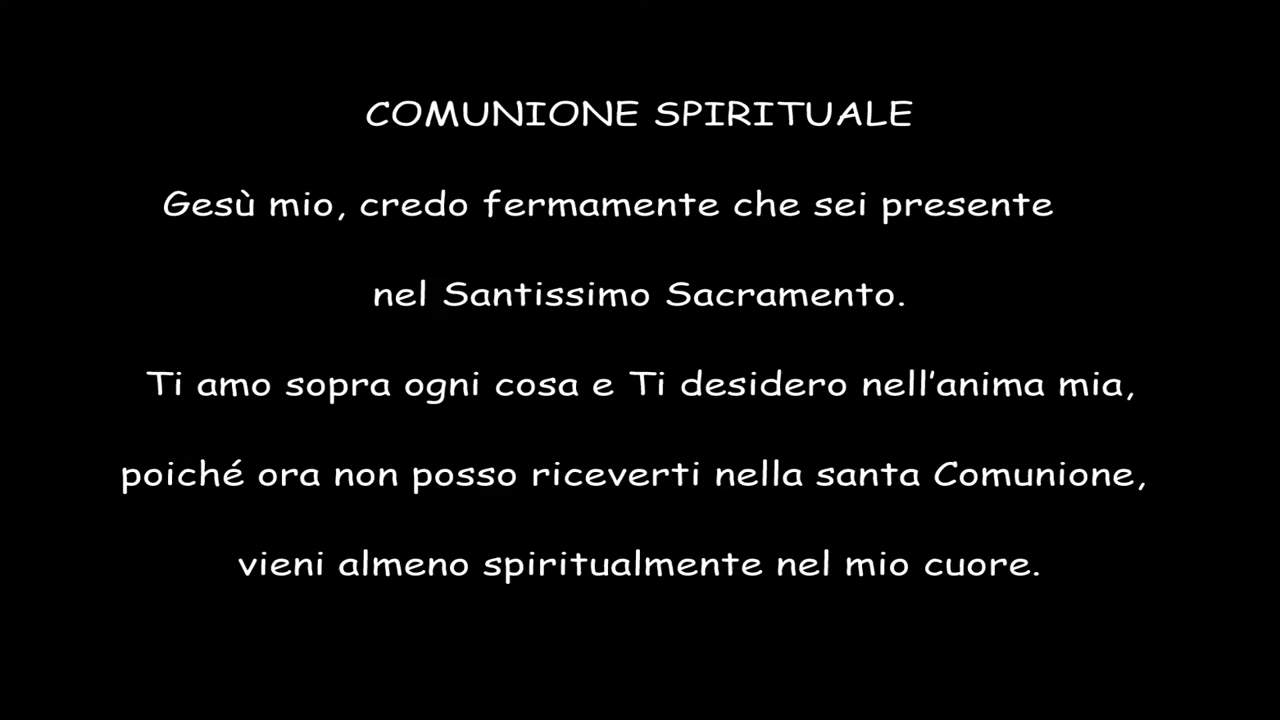 COMUNIONE SPIRITUALE
Gesù mio, credo fermamente che sei presente
nel Santissimo Sacramento.
Ti amo sopra ogni cosa e Ti desidero nell’anima mia,
poiché ora non posso riceverti nella santa Comunione,
vieni almeno spiritualmente nel mio cuore.